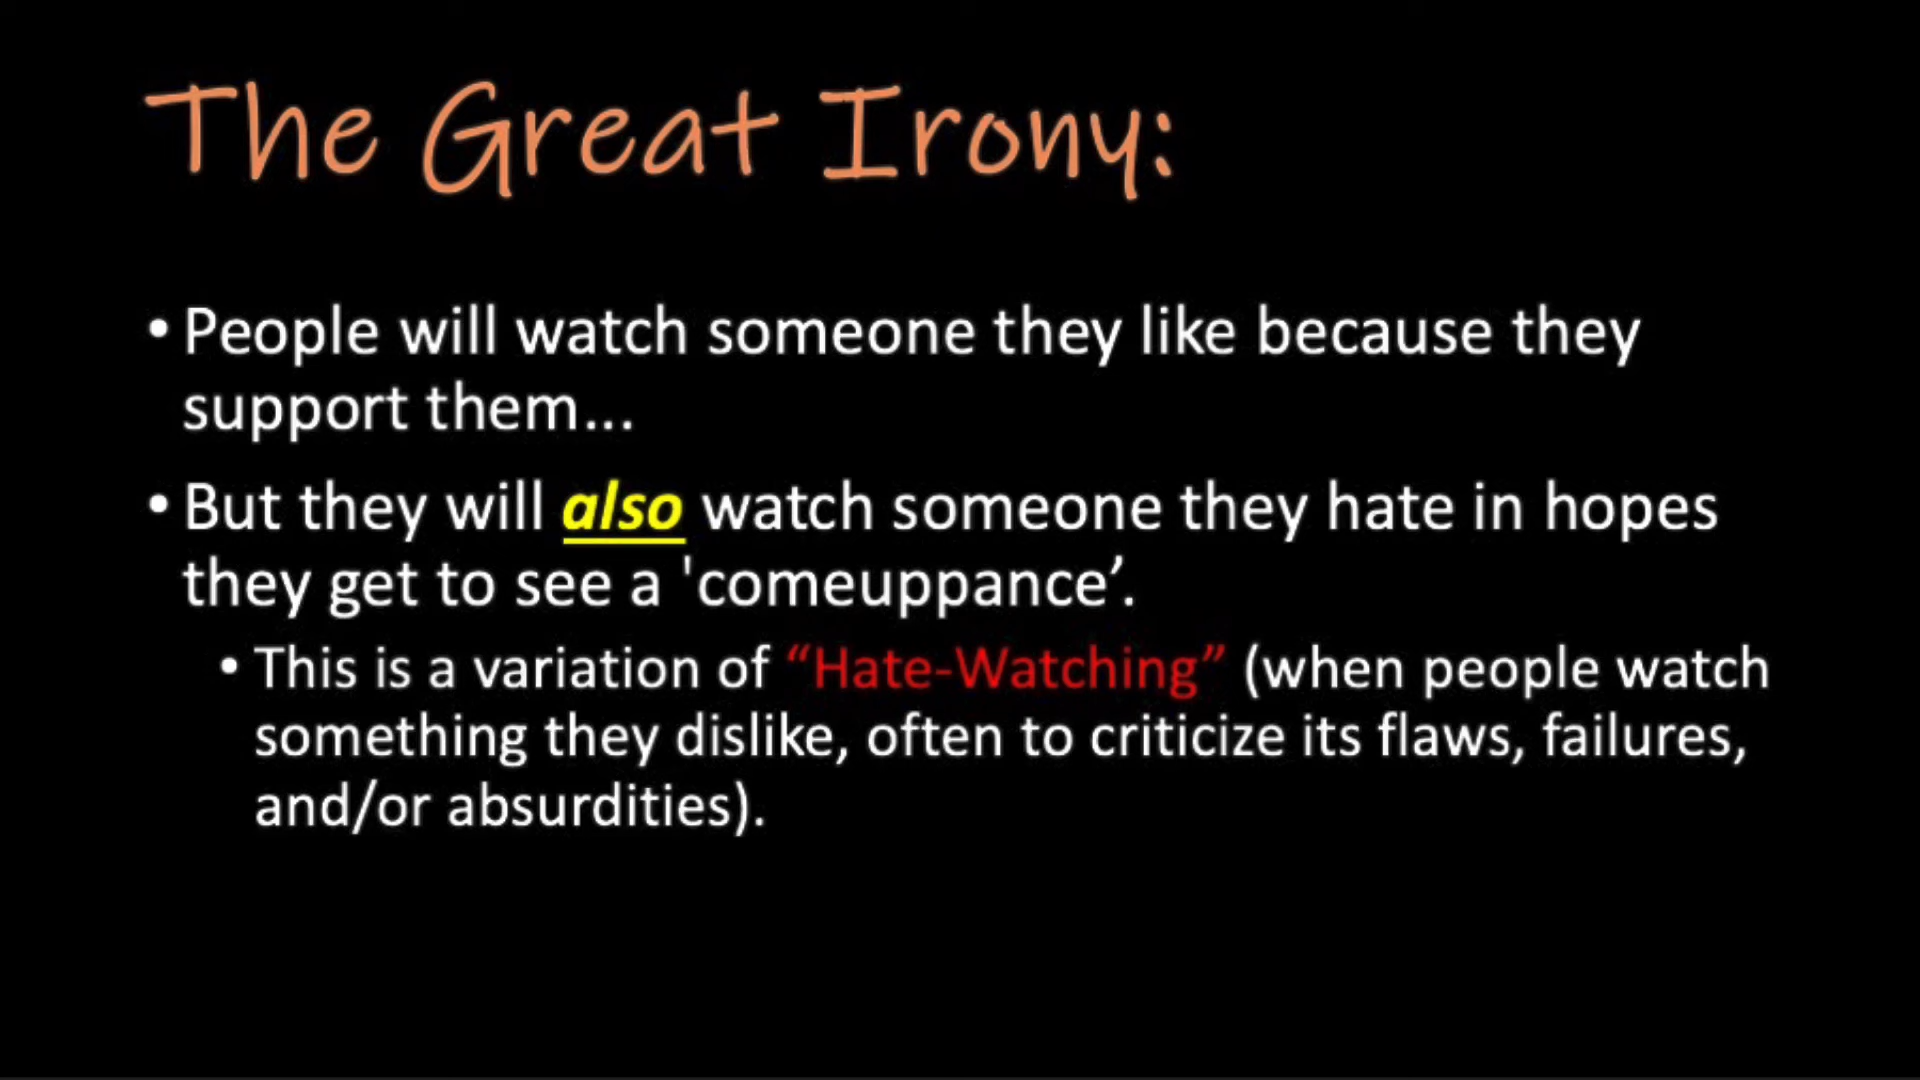 The Great Irony:
• People will watch someone they like because they
support them...
• But they will also watch someone they hate in hopes
they get to see a 'comeuppance’.
• This is a variation of “Hate-Watching” (when people watch
something they dislike, often to criticize its flaws, failures,
and/or absurdities).